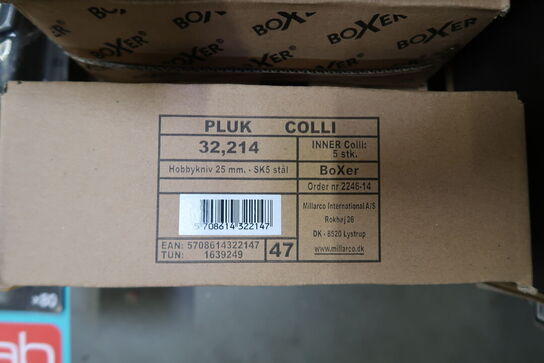 BOXER®
BOXER®
BOXER
PLUK COLLI
32,214
INNER Colli:
5 stk.
Hobbykniv 25 mm. - SK5 stål
BoXer
Order nr 2246-14
5 708614 322147
Millarco International A/S
Rokhøj 26
DK - 8520 Lystrup
www.millarco.dk
EAN: 5708614322147
TUN: 1639249
47
x80
ab